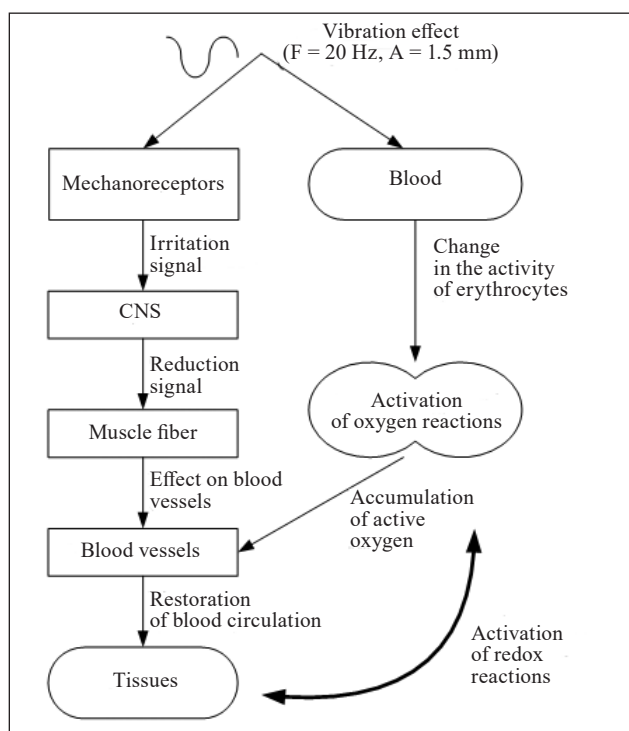 Vibration effect
(F = 20 Hz, A = 1.5 mm)
Mechanoreceptors
Blood
Irritation
signal
Change
in the activity
of erythrocytes
CNS
Reduction
signal
Activation
of oxygen reactions
Muscle fiber
Effect on blood
vessels
Accumulation
of active
oxygen
Blood vessels
Restoration
of blood circulation
Activation
of redox
reactions
Tissues